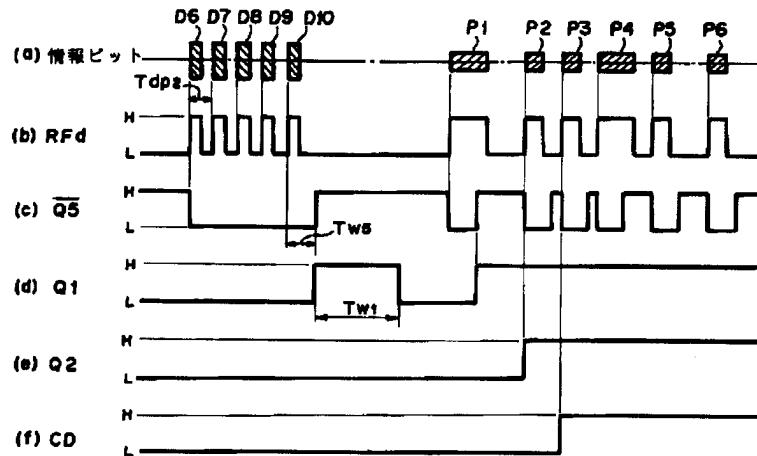 D6 D7 D8 D9 D10 P1 P2 P3 P4 P5 P6
(a) 情報ビット
Tdp2
(b) RFd H
L
(c) Q5 H
L
Tw5
(d) Q1 H
L
Tw1
(e) Q2 H
L
(f) CD H
L